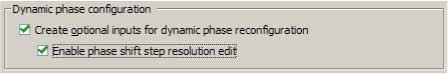 Dynamic phase configuration
Create optional inputs for dynamic phase reconfiguration
Enable phase shift step resolution edit